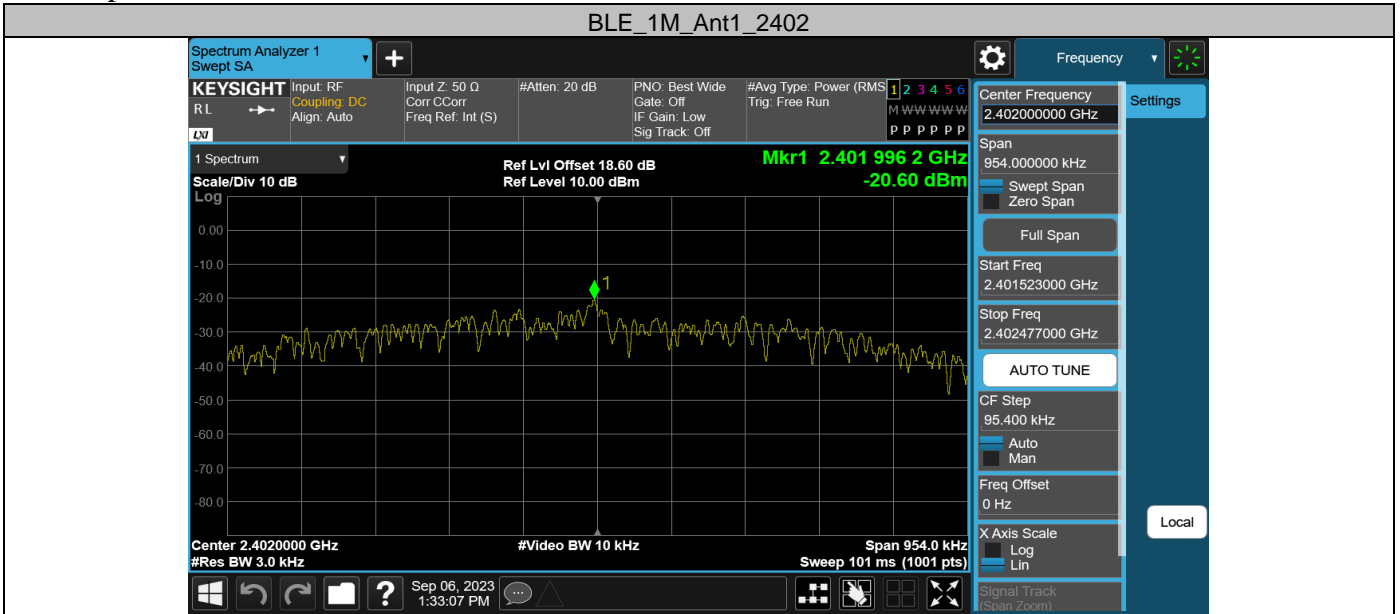 BLE_1M_Ant1_2402
Spectrum Analyzer 1
Swept SA
+
Frequency
KEYSIGHT
RL
LXI
Input: RF
Coupling: DC
Align: Auto
Input Z: 50 Ω
Corr CCorr
Freq Ref: Int (S)
#Atten: 20 dB
PNO: Best Wide
Gate: Off
IF Gain: Low
Sig Track: Off
#Avg Type: Power (RMS
Trig: Free Run
1 2 3 4 5 6
M W W W W W
P P P P P P
1 Spectrum
Scale/Div 10 dB
Log
Ref Lvl Offset 18.60 dB
Ref Level 10.00 dBm
Mkr1 2.401 996 2 GHz
-20.60 dBm
0.00
-10.0
-20.0
-30.0
-40.0
-50.0
-60.0
-70.0
-80.0
1
Center 2.4020000 GHz
#Res BW 3.0 kHz
#Video BW 10 kHz
Span 954.0 kHz
Sweep 101 ms (1001 pts)
Center Frequency
2.402000000 GHz
Settings
Span
954.000000 kHz
Swept Span
Zero Span
Full Span
Start Freq
2.401523000 GHz
Stop Freq
2.402477000 GHz
AUTO TUNE
CF Step
95.400 kHz
Auto
Man
Freq Offset
0 Hz
X Axis Scale
Log
Lin
Signal Track
(Span Zoom)
Local
?
Sep 06, 2023
1:33:07 PM